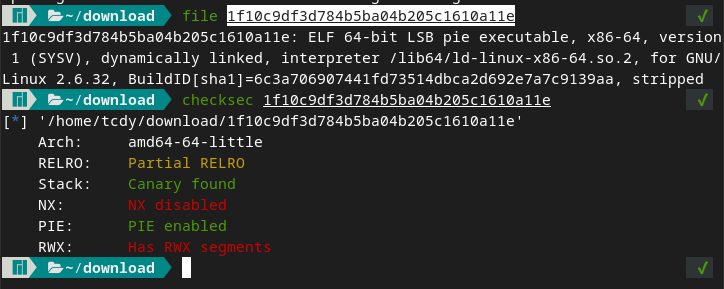 ~/download file 1f10c9df3d784b5ba04b205c1610a11e ✓
1f10c9df3d784b5ba04b205c1610a11e: ELF 64-bit LSB pie executable, x86-64, version
 1 (SYSV), dynamically linked, interpreter /lib64/ld-linux-x86-64.so.2, for GNU/
Linux 2.6.32, BuildID[sha1]=6c3a706907441fd73514dbca2d692e7a7c9139aa, stripped
~/download checksec 1f10c9df3d784b5ba04b205c1610a11e ✓
[*] '/home/tcdy/download/1f10c9df3d784b5ba04b205c1610a11e'
    Arch:     amd64-64-little
    RELRO:    Partial RELRO
    Stack:    Canary found
    NX:       NX disabled
    PIE:      PIE enabled
    RWX:      Has RWX segments
~/download ✓